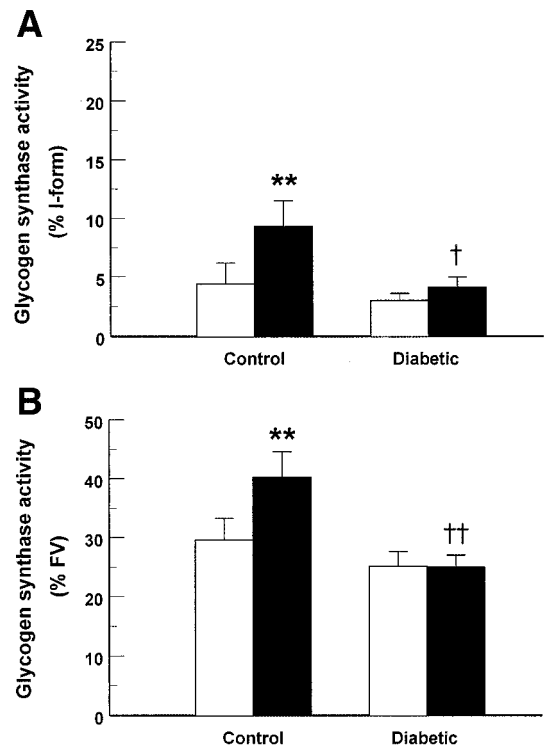 A
Glycogen synthase activity
(% I-form)
25
20
15
10
5
0
**
†
Control
Diabetic
B
Glycogen synthase activity
(% FV)
50
40
30
20
10
0
**
††
Control
Diabetic